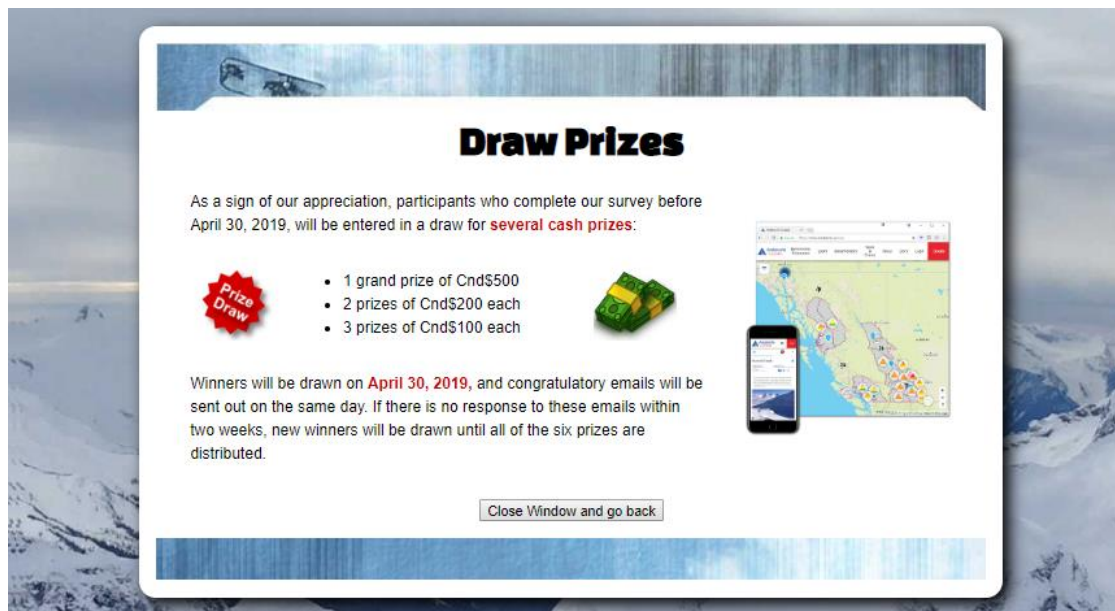 Draw Prizes
As a sign of our appreciation, participants who complete our survey before
April 30, 2019, will be entered in a draw for several cash prizes:
Prize
Draw
• 1 grand prize of Cnd$500
• 2 prizes of Cnd$200 each
• 3 prizes of Cnd$100 each
Winners will be drawn on April 30, 2019, and congratulatory emails will be
sent out on the same day. If there is no response to these emails within
two weeks, new winners will be drawn until all of the six prizes are
distributed.
Close Window and go back